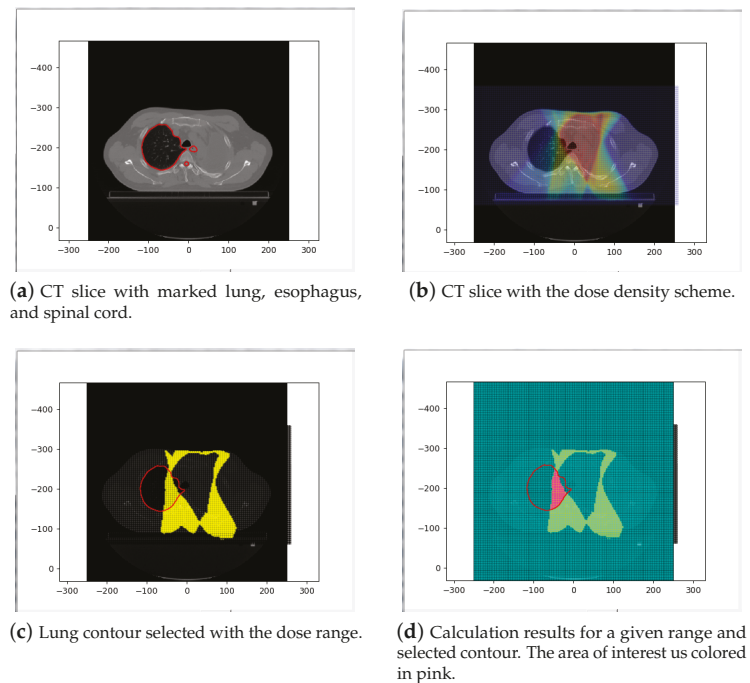 −400
−300
−200
−100
0
−300 −200 −100 0 100 200 300
(a) CT slice with marked lung, esophagus,
and spinal cord.
−400
−300
−200
−100
0
−300 −200 −100 0 100 200 300
(b) CT slice with the dose density scheme.
−400
−300
−200
−100
0
−300 −200 −100 0 100 200 300
(c) Lung contour selected with the dose range.
−400
−300
−200
−100
0
−300 −200 −100 0 100 200 300
(d) Calculation results for a given range and
selected contour. The area of interest us colored
in pink.